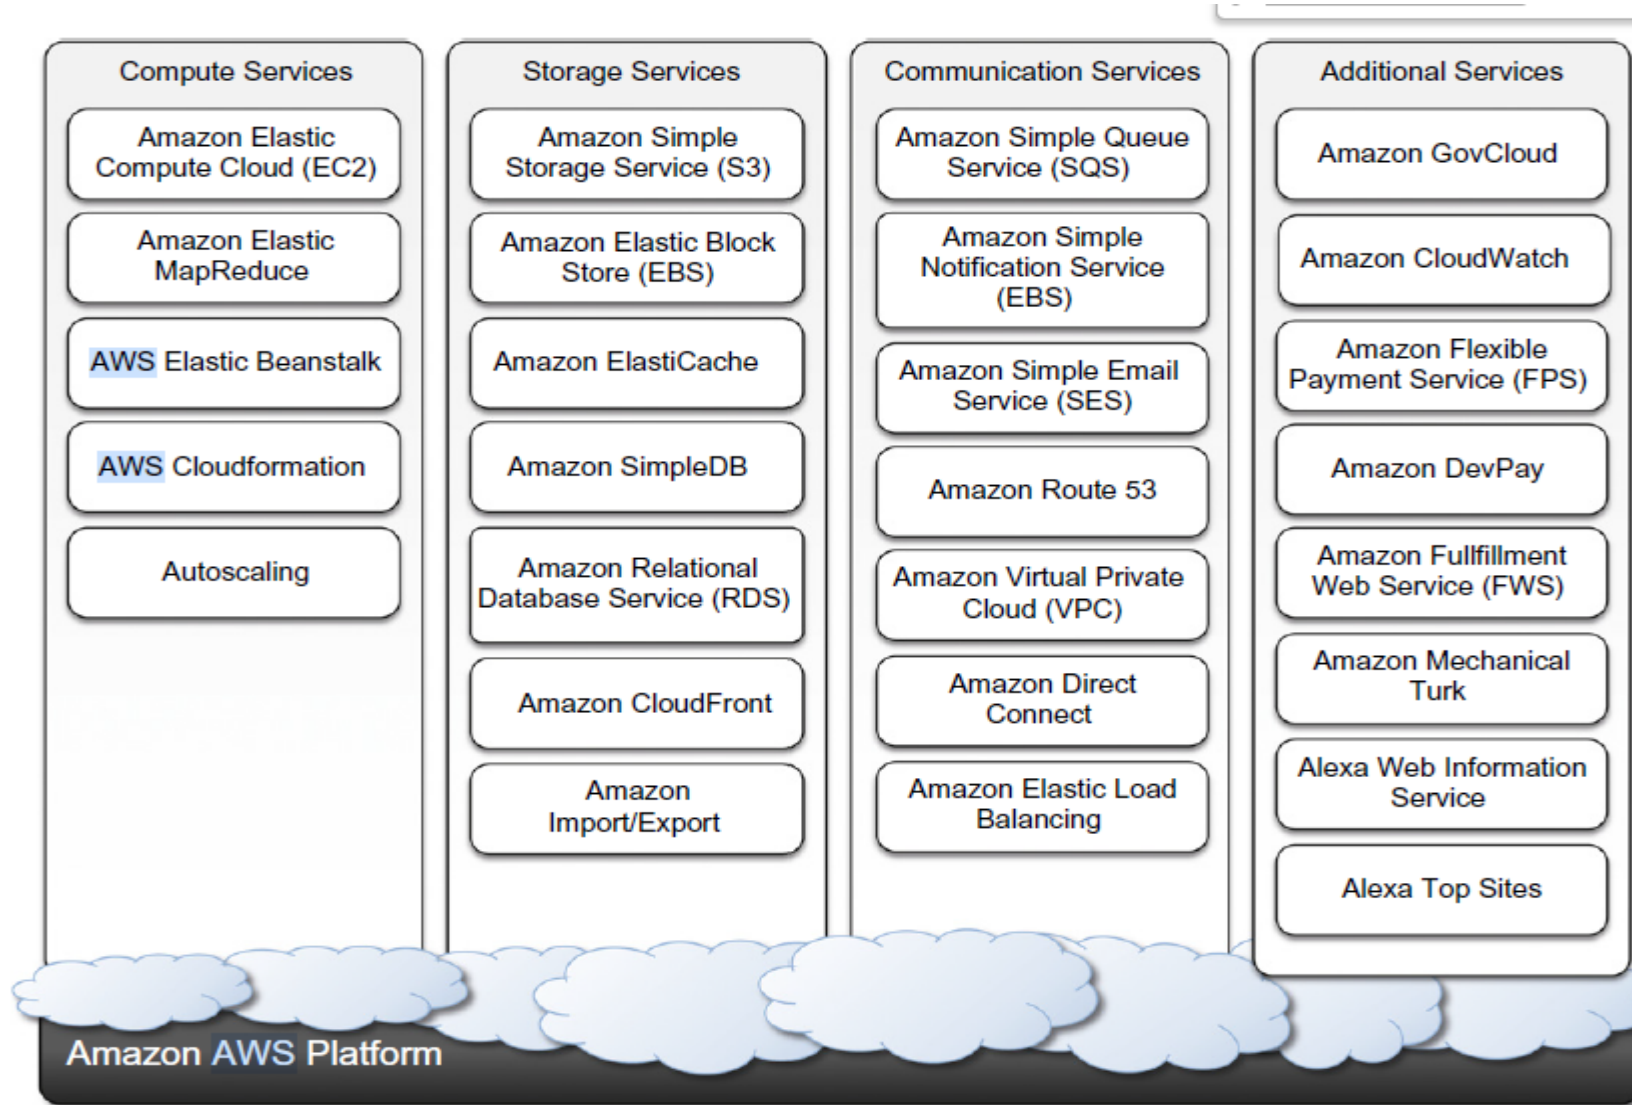 Compute Services
Amazon Elastic
Compute Cloud (EC2)
Amazon Elastic
MapReduce
AWS Elastic Beanstalk
AWS Cloudformation
Autoscaling
Storage Services
Amazon Simple
Storage Service (S3)
Amazon Elastic Block
Store (EBS)
Amazon ElastiCache
Amazon SimpleDB
Amazon Relational
Database Service (RDS)
Amazon CloudFront
Amazon
Import/Export
Communication Services
Amazon Simple Queue
Service (SQS)
Amazon Simple
Notification Service
(EBS)
Amazon Simple Email
Service (SES)
Amazon Route 53
Amazon Virtual Private
Cloud (VPC)
Amazon Direct
Connect
Amazon Elastic Load
Balancing
Additional Services
Amazon GovCloud
Amazon CloudWatch
Amazon Flexible
Payment Service (FPS)
Amazon DevPay
Amazon Fullfillment
Web Service (FWS)
Amazon Mechanical
Turk
Alexa Web Information
Service
Alexa Top Sites
Amazon AWS Platform